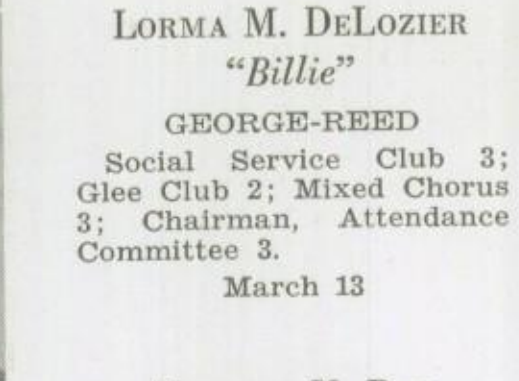 LORMA M. DELOZIER
"Billie"
GEORGE-REED
Social Service Club 3;
Glee Club 2; Mixed Chorus
3; Chairman, Attendance
Committee 3.
March 13